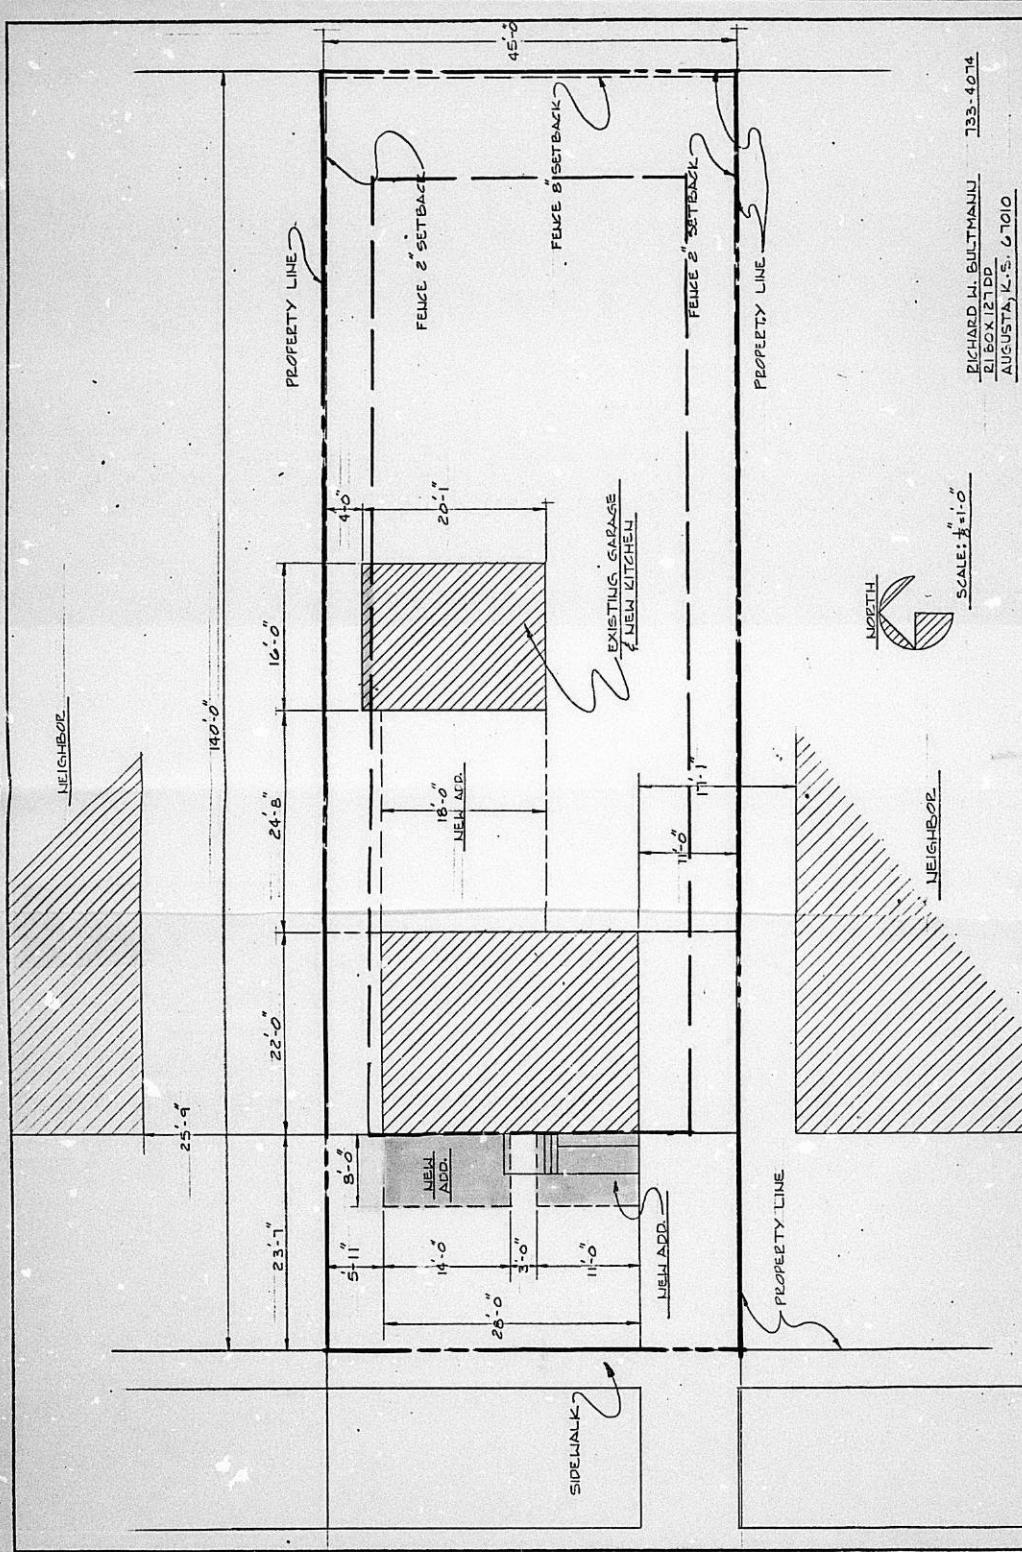 NEIGHBOR
140'-0"
45'-0"
PROPERTY LINE
FENCE 2" SETBACK
FENCE 8" SETBACK
FENCE 2" SETBACK
PROPERTY LINE
23'-7"
25'-9"
22'-0"
24'-8"
16'-0"
4'-0"
20'-1"
8'-0"
5'-11"
NEW
ADD.
14'-0"
3'-0"
11'-0"
28'-0"
18'-0"
NEW ADD.
EXISTING GARAGE
& NEW KITCHEN
11'-0"
17'-1"
NEW ADD.
SIDEWALK
PROPERTY LINE
NEIGHBOR
NORTH
SCALE: 1/8"=1'-0"
RICHARD W. BULTMANN 733-4074
R1 BOX 127 DD
AUGUSTA, K.S. 67010